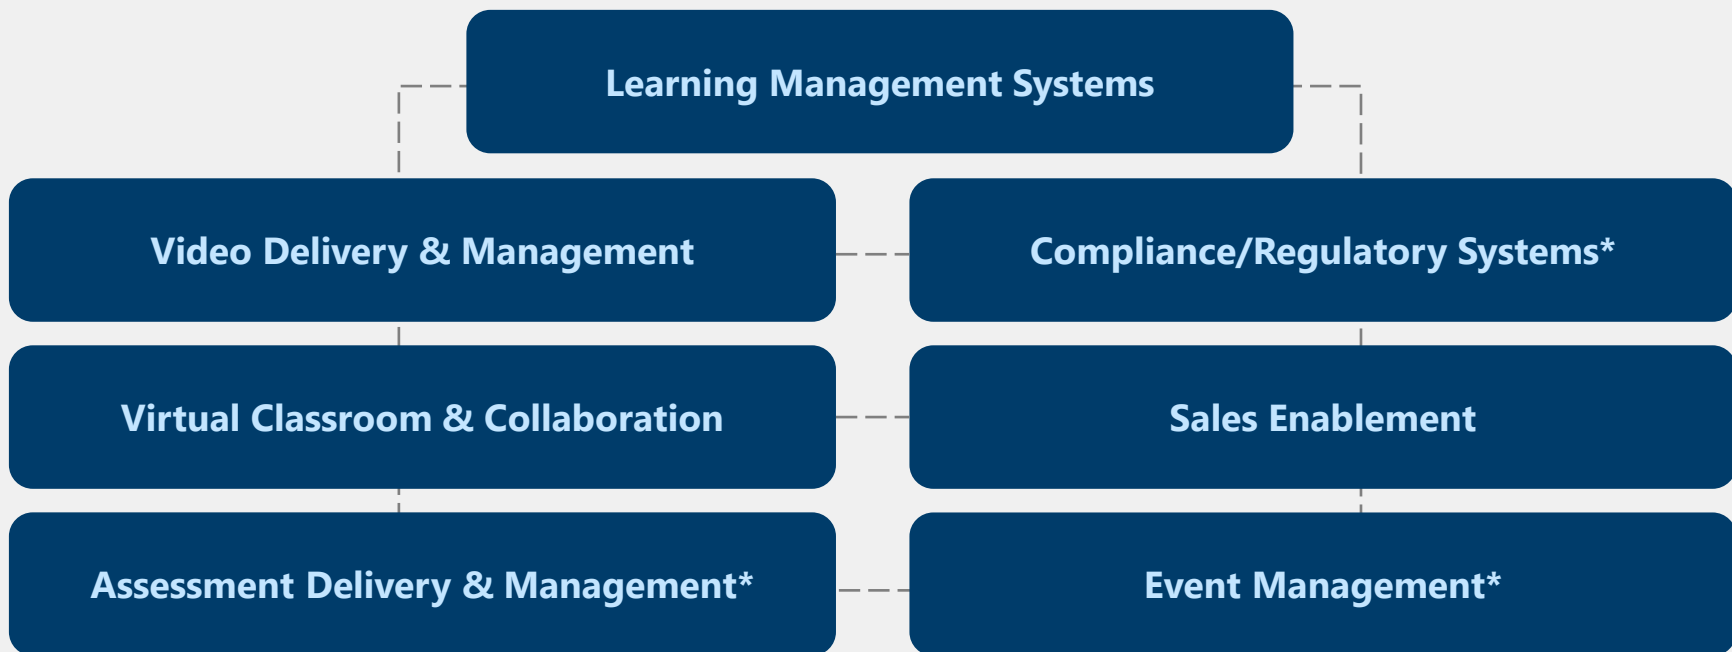 Learning Management Systems
Video Delivery & Management
Compliance/Regulatory Systems*
Virtual Classroom & Collaboration
Sales Enablement
Assessment Delivery & Management*
Event Management*